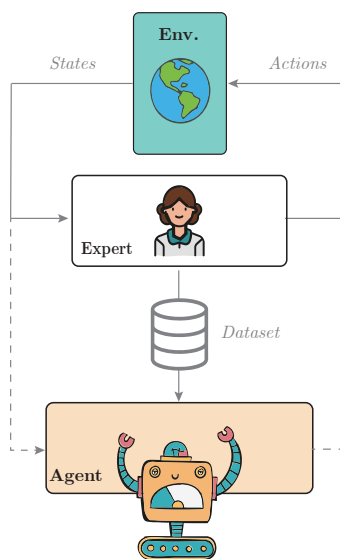 Env.
States
Actions
Expert
Dataset
Agent